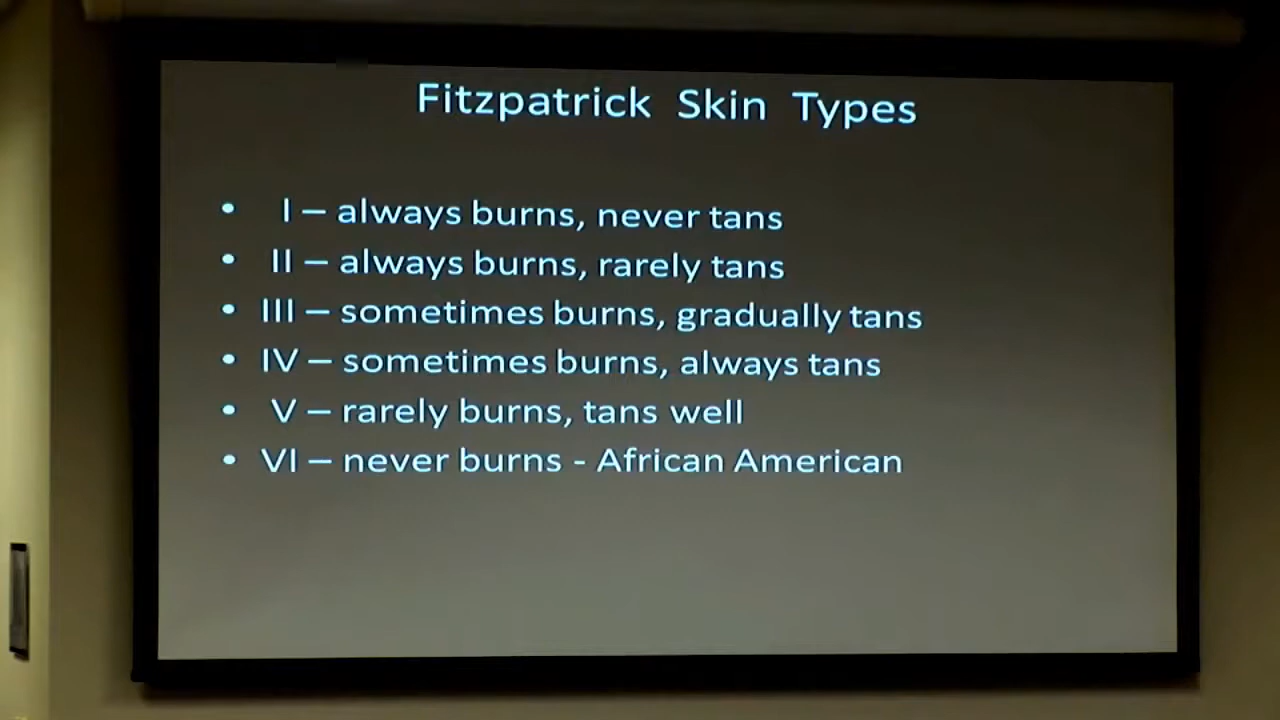 Fitzpatrick Skin Types
• I – always burns, never tans
• II – always burns, rarely tans
• III – sometimes burns, gradually tans
• IV – sometimes burns, always tans
• V – rarely burns, tans well
• VI – never burns - African American